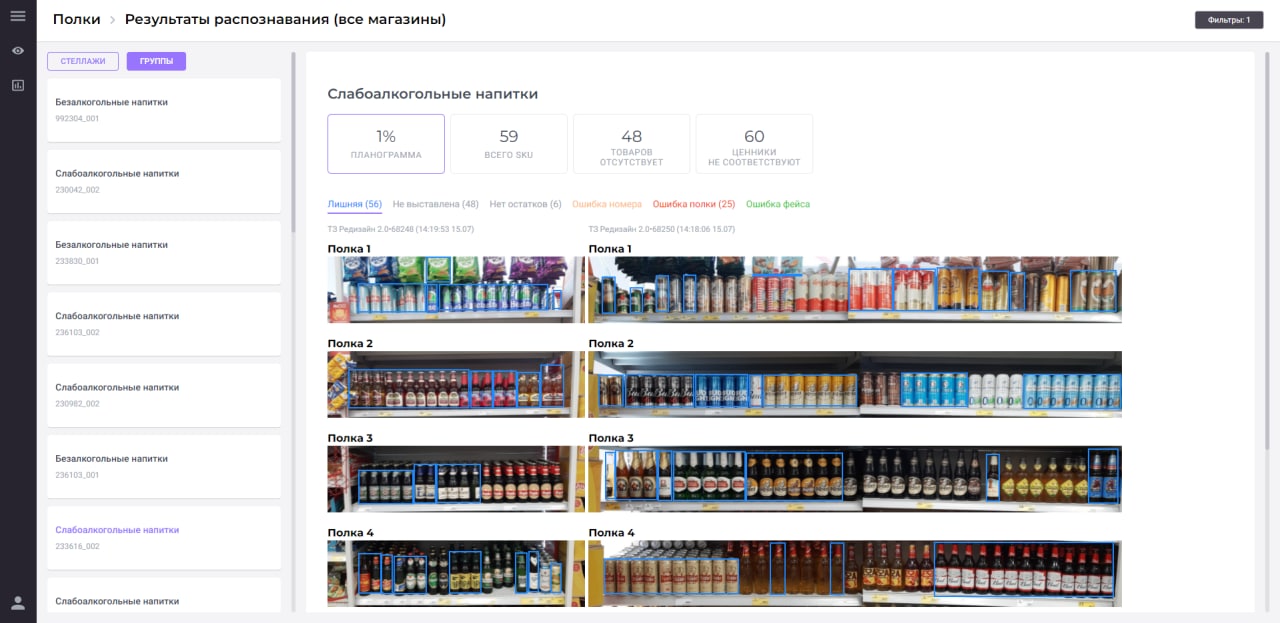 Полки > Результаты распознавания (все магазины)
Фильтры: 1
СТЕЛЛАЖИ
ГРУППЫ
Безалкогольные напитки
992304_001
Слабоалкогольные напитки
230042_002
Безалкогольные напитки
233830_001
Слабоалкогольные напитки
236103_002
Слабоалкогольные напитки
230982_002
Безалкогольные напитки
236103_001
Слабоалкогольные напитки
233616_002
Слабоалкогольные напитки
Слабоалкогольные напитки
1%
ПЛАНОГРАММА
59
ВСЕГО SKU
48
ТОВАРОВ
ОТСУТСТВУЕТ
60
ЦЕННИКИ
НЕ СООТВЕТСТВУЮТ
Лишняя (56) Не выставлена (48) Нет остатков (6) Ошибка номера Ошибка полки (25) Ошибка фейса
ТЗ Редизайн 2.0•68248 (14:19:53 15.07)
ТЗ Редизайн 2.0•68250 (14:18:06 15.07)
Полка 1
Полка 1
Полка 2
Полка 2
Полка 3
Полка 3
Полка 4
Полка 4